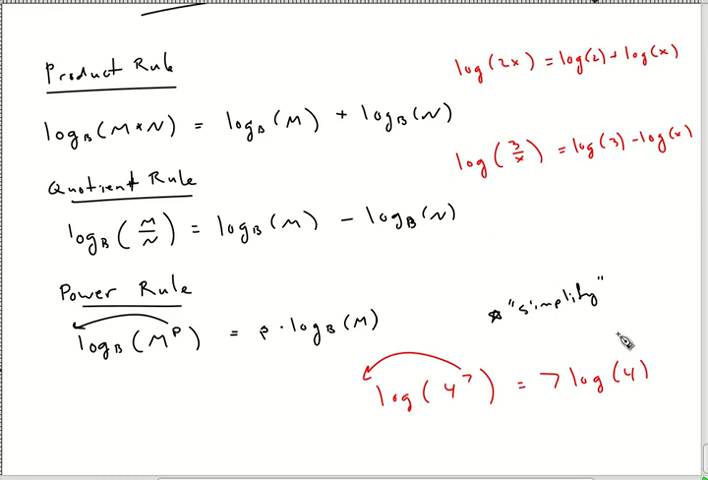 Product Rule
log(2x) = log(2) + log(x)
log_B(M*N) = log_B(M) + log_B(N)
log(3/x) = log(3) - log(x)
Quotient Rule
log_B(M/N) = log_B(M) - log_B(N)
Power Rule
* "simplify"
log_B(M^P) = P · log_B(M)
log(4^7) = 7 log(4)